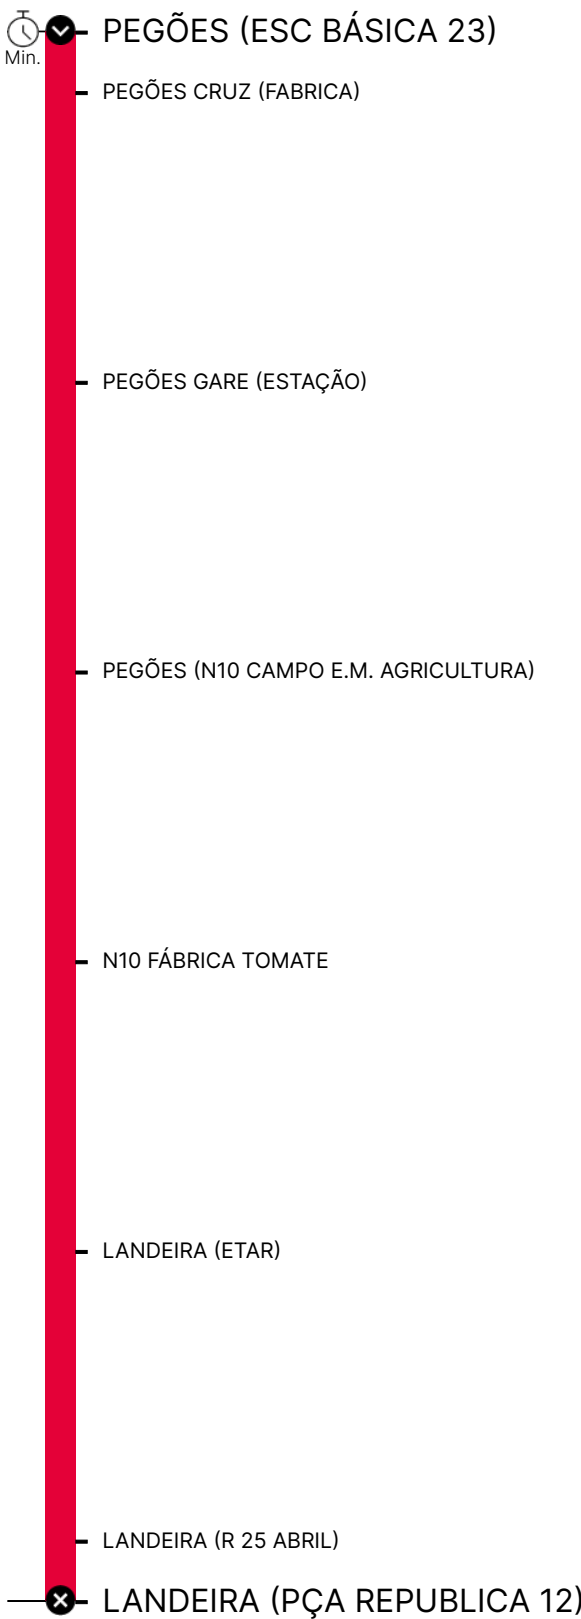 PEGÕES (ESC BÁSICA 23)
Min.
PEGÕES CRUZ (FABRICA)
PEGÕES GARE (ESTAÇÃO)
PEGÕES (N10 CAMPO E.M. AGRICULTURA)
N10 FÁBRICA TOMATE
LANDEIRA (ETAR)
LANDEIRA (R 25 ABRIL)
LANDEIRA (PÇA REPUBLICA 12)